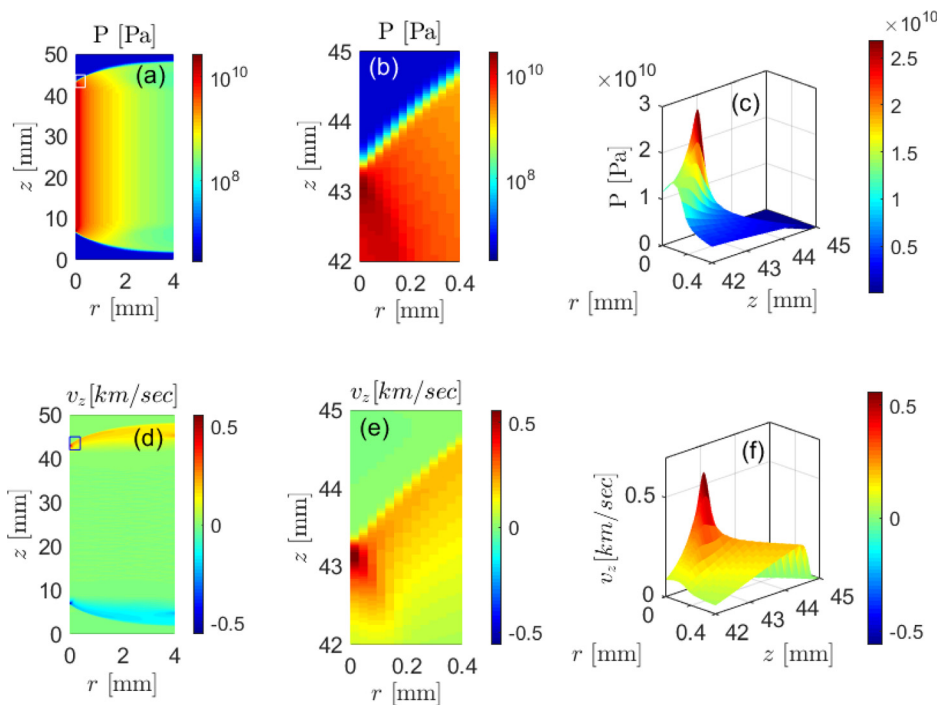 P [Pa]
50
40
30
20
10
0
z [mm]
(a)
0 2 4
r [mm]
10^10
10^8
P [Pa]
45
44
43
42
z [mm]
(b)
0 0.2 0.4
r [mm]
10^10
10^8
×10^10
(c)
3
2
1
0
P [Pa]
0
0.4
r [mm]
42
43
44
45
z [mm]
×10^10
2.5
2
1.5
1
0.5
v_z[km/sec]
50
40
30
20
10
0
z [mm]
(d)
0 2 4
r [mm]
0.5
0
-0.5
v_z[km/sec]
45
44
43
42
z [mm]
(e)
0 0.2 0.4
r [mm]
0.5
0
-0.5
(f)
0.5
0
v_z[km/sec]
0
0.4
r [mm]
42
43
44
45
z [mm]
0.5
0
-0.5